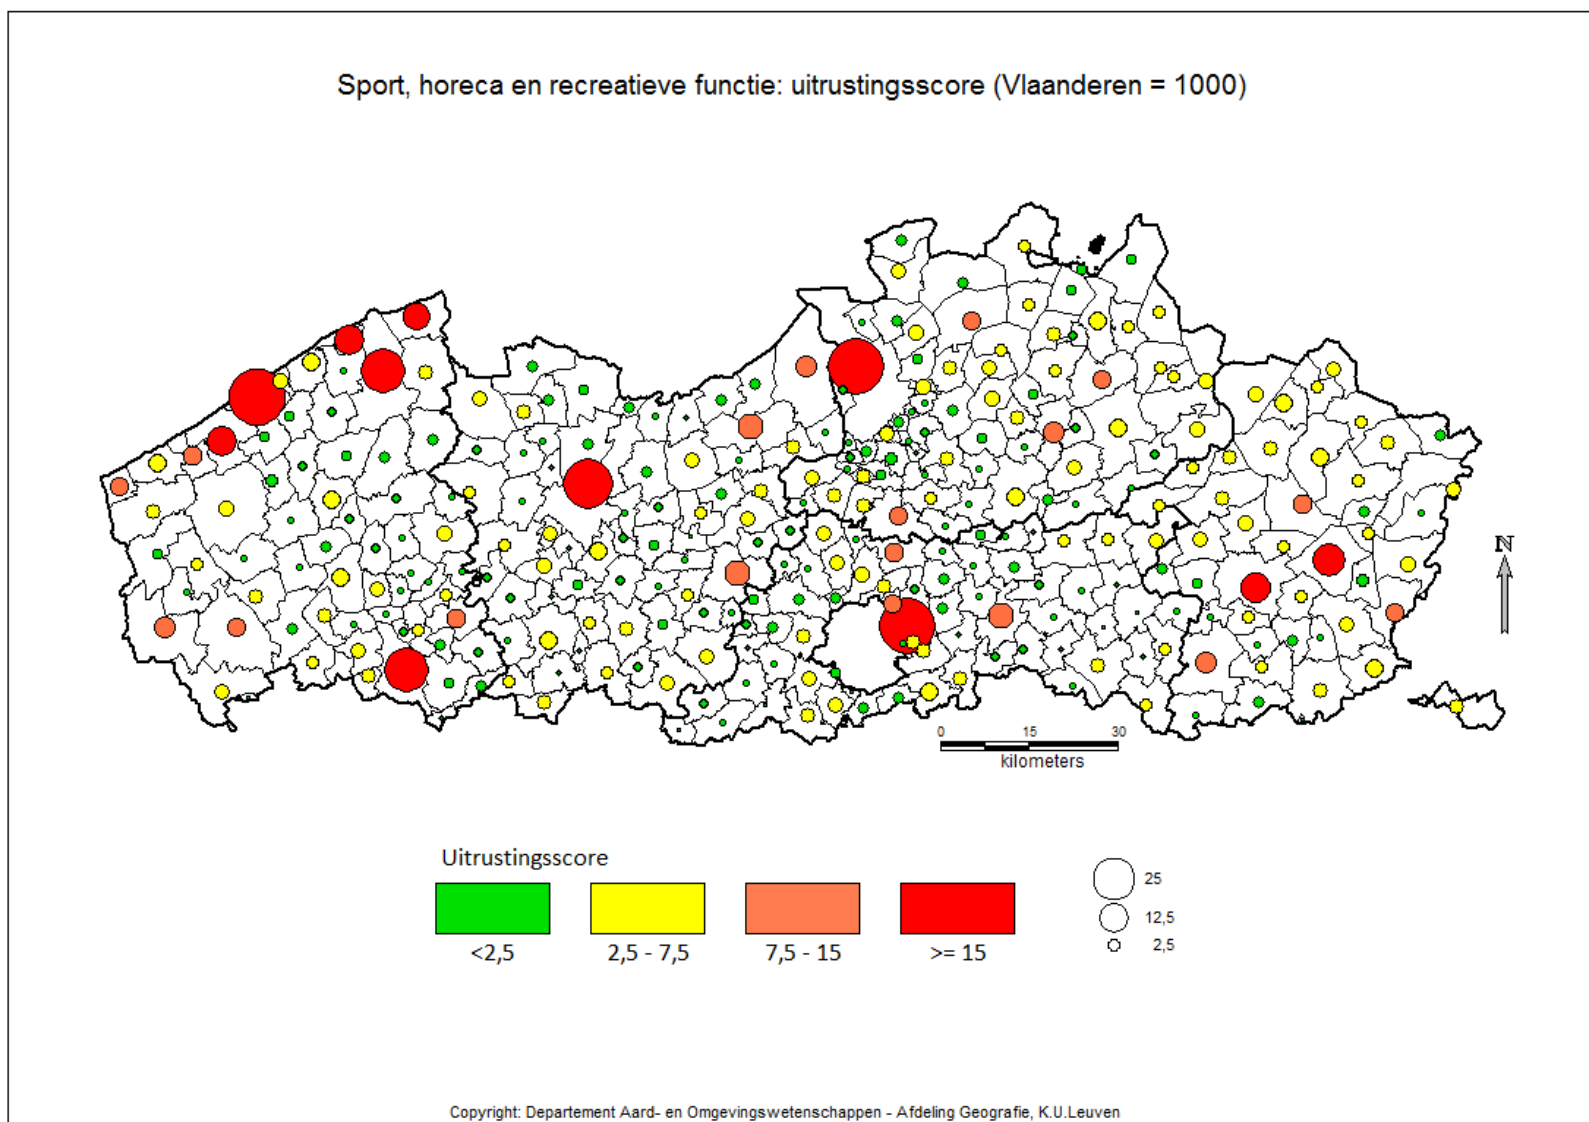 Sport, horeca en recreatieve functie: uitrustingsscore (Vlaanderen = 1000)
N
0 15 30
kilometers
Uitrustingsscore
<2,5 2,5 - 7,5 7,5 - 15 >= 15
25
12,5
2,5
Copyright: Departement Aard- en Omgevingswetenschappen - Afdeling Geografie, K.U.Leuven